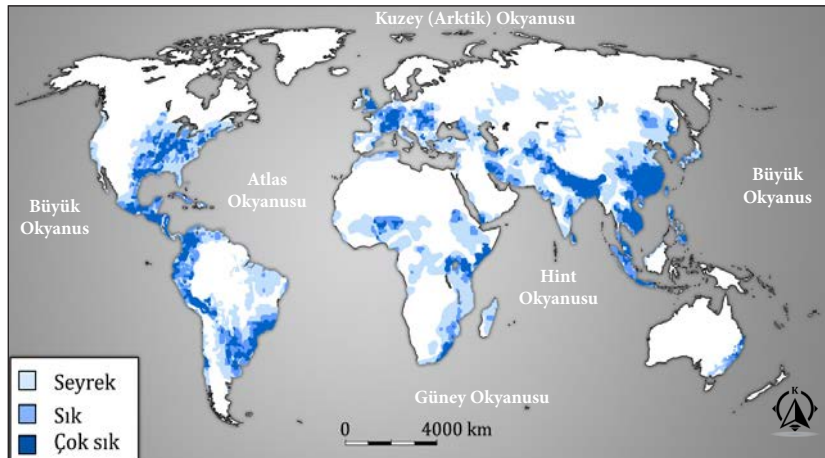 Kuzey (Arktik) Okyanusu
Atlas
Okyanusu
Büyük
Okyanus
Büyük
Okyanus
Hint
Okyanusu
Güney Okyanusu
Seyrek
Sık
Çok sık
0 4000 km
K